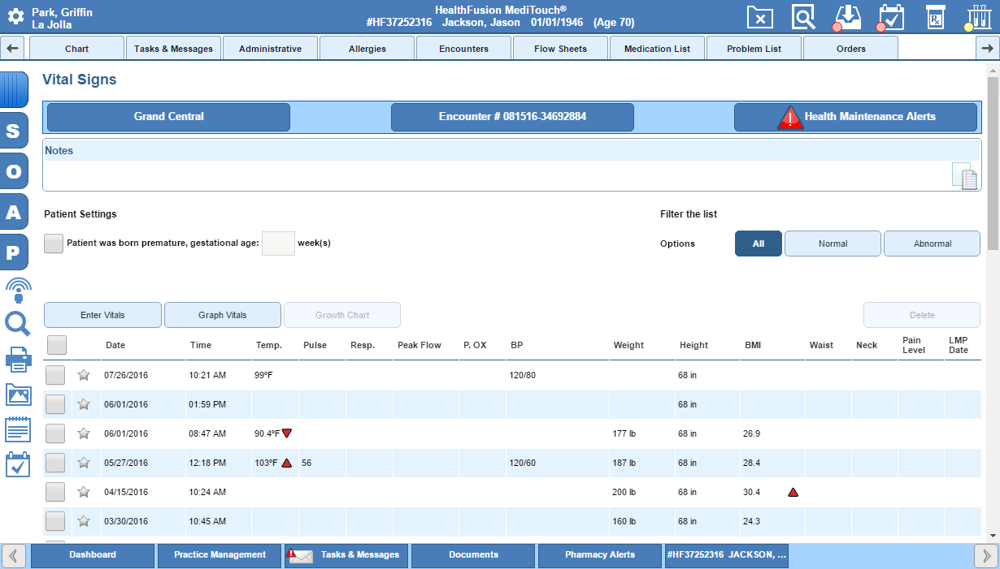 Park, Griffin
La Jolla
HealthFusion MediTouch®
#HF37252316 Jackson, Jason 01/01/1946 (Age 70)
Rx
Chart Tasks & Messages Administrative Allergies Encounters Flow Sheets Medication List Problem List Orders
Vital Signs
Grand Central Encounter # 081516-34692884 Health Maintenance Alerts
S
O
A
P
Notes
Patient Settings Filter the list
Patient was born premature, gestational age: week(s) Options All Normal Abnormal
Enter Vitals Graph Vitals Growth Chart Delete
Date Time Temp. Pulse Resp. Peak Flow P. OX BP Weight Height BMI Waist Neck Pain Level LMP Date
07/26/2016 10:21 AM 99ºF 120/80 68 in
06/01/2016 01:59 PM 68 in
06/01/2016 08:47 AM 90.4ºF 177 lb 68 in 26.9
05/27/2016 12:18 PM 103ºF 56 120/60 187 lb 68 in 28.4
04/15/2016 10:24 AM 200 lb 68 in 30.4
03/30/2016 10:45 AM 160 lb 68 in 24.3
Dashboard Practice Management Tasks & Messages Documents Pharmacy Alerts #HF37252316 JACKSON, ...